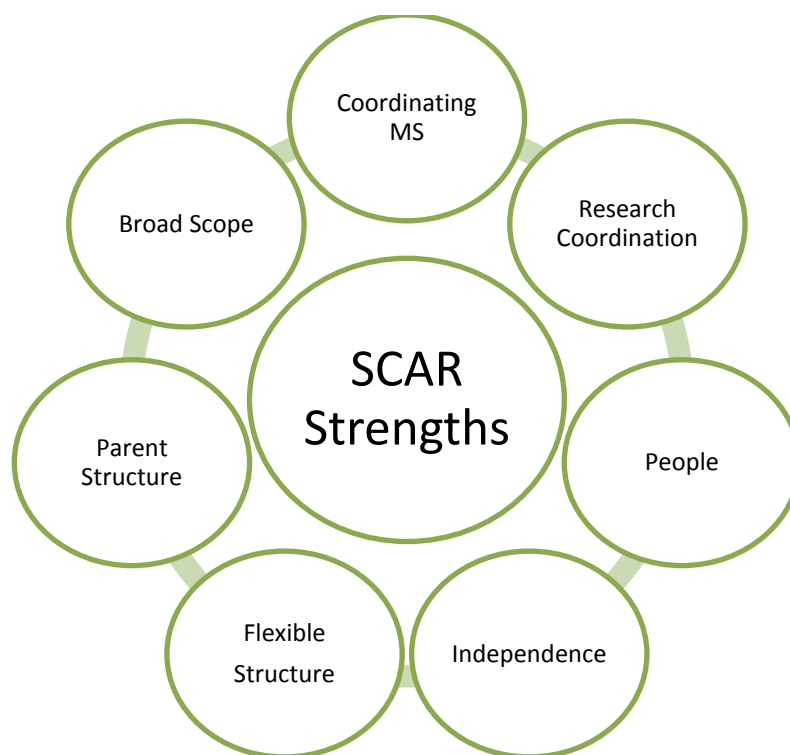 Coordinating
MS
Research
Coordination
People
Independence
Flexible
Structure
Parent
Structure
Broad Scope
SCAR
Strengths